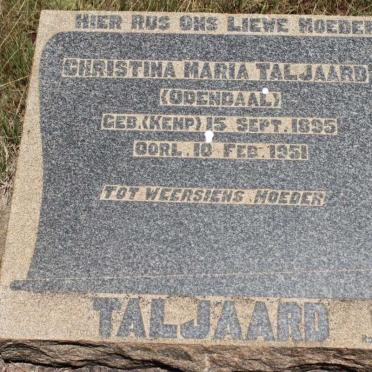 HIER RUS ONS LIEWE MOEDER
CHRISTINA MARIA TALJAARD
(ODENDAAL)
GEB.(KEMP) 15 SEPT. 1895
OORL. 10 FEB. 1951
TOT WEERSIENS MOEDER
TALJAARD